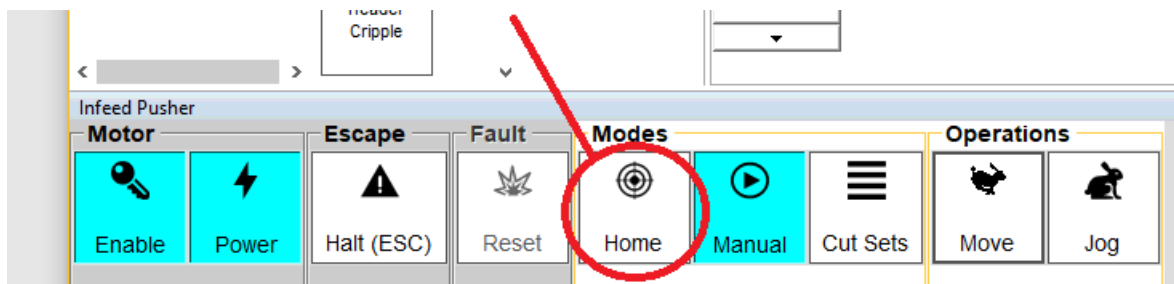 Header
Cripple
Infeed Pusher
Motor
Escape
Fault
Modes
Operations
Enable
Power
Halt (ESC)
Reset
Home
Manual
Cut Sets
Move
Jog